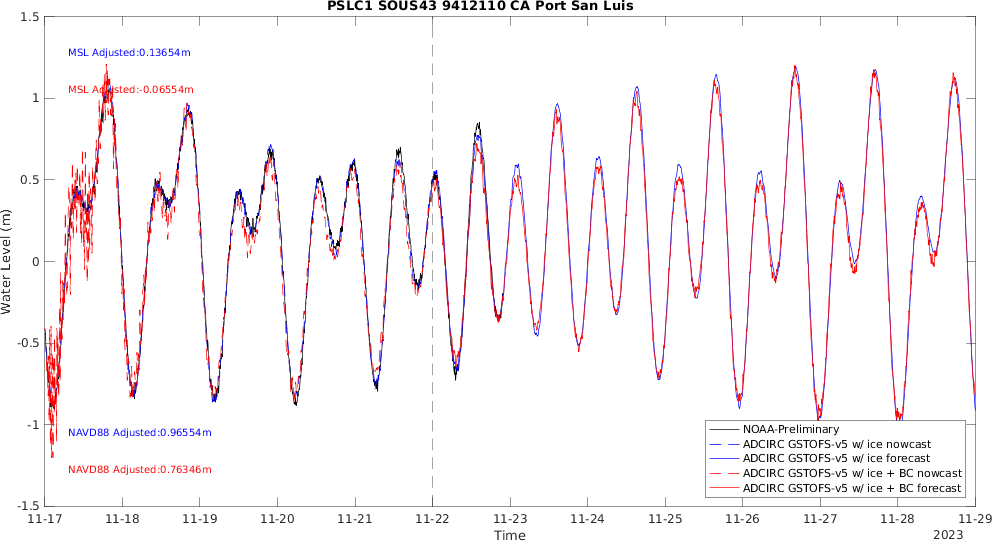 PSLC1 SOUS43 9412110 CA Port San Luis
1.5
1
0.5
0
-0.5
-1
-1.5
Water Level (m)
MSL Adjusted:0.13654m
MSL Adjusted:-0.06554m
NAVD88 Adjusted:0.96554m
NAVD88 Adjusted:0.76346m
NOAA-Preliminary
ADCIRC GSTOFS-v5 w/ ice nowcast
ADCIRC GSTOFS-v5 w/ ice forecast
ADCIRC GSTOFS-v5 w/ ice + BC nowcast
ADCIRC GSTOFS-v5 w/ ice + BC forecast
11-17 11-18 11-19 11-20 11-21 11-22 11-23 11-24 11-25 11-26 11-27 11-28 11-29
Time
2023